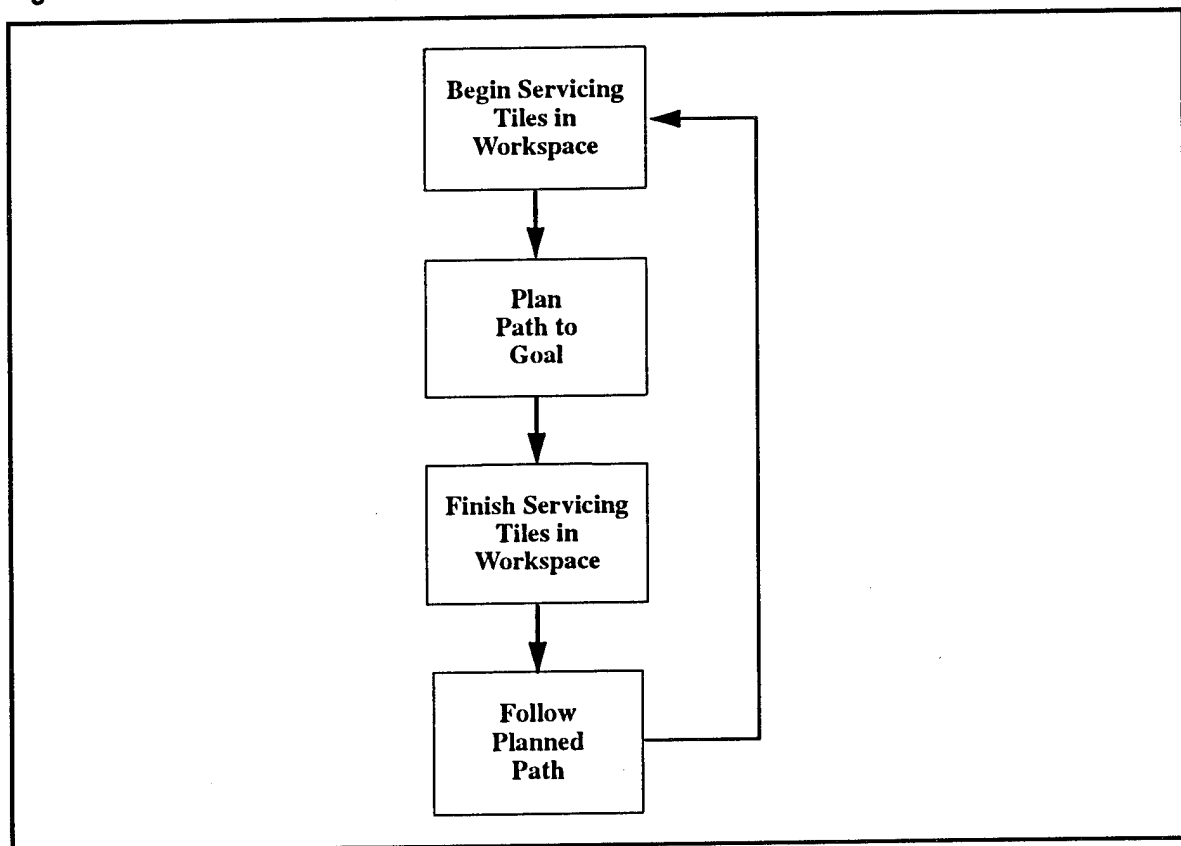 Begin Servicing
Tiles in
Workspace
Plan
Path to
Goal
Finish Servicing
Tiles in
Workspace
Follow
Planned
Path